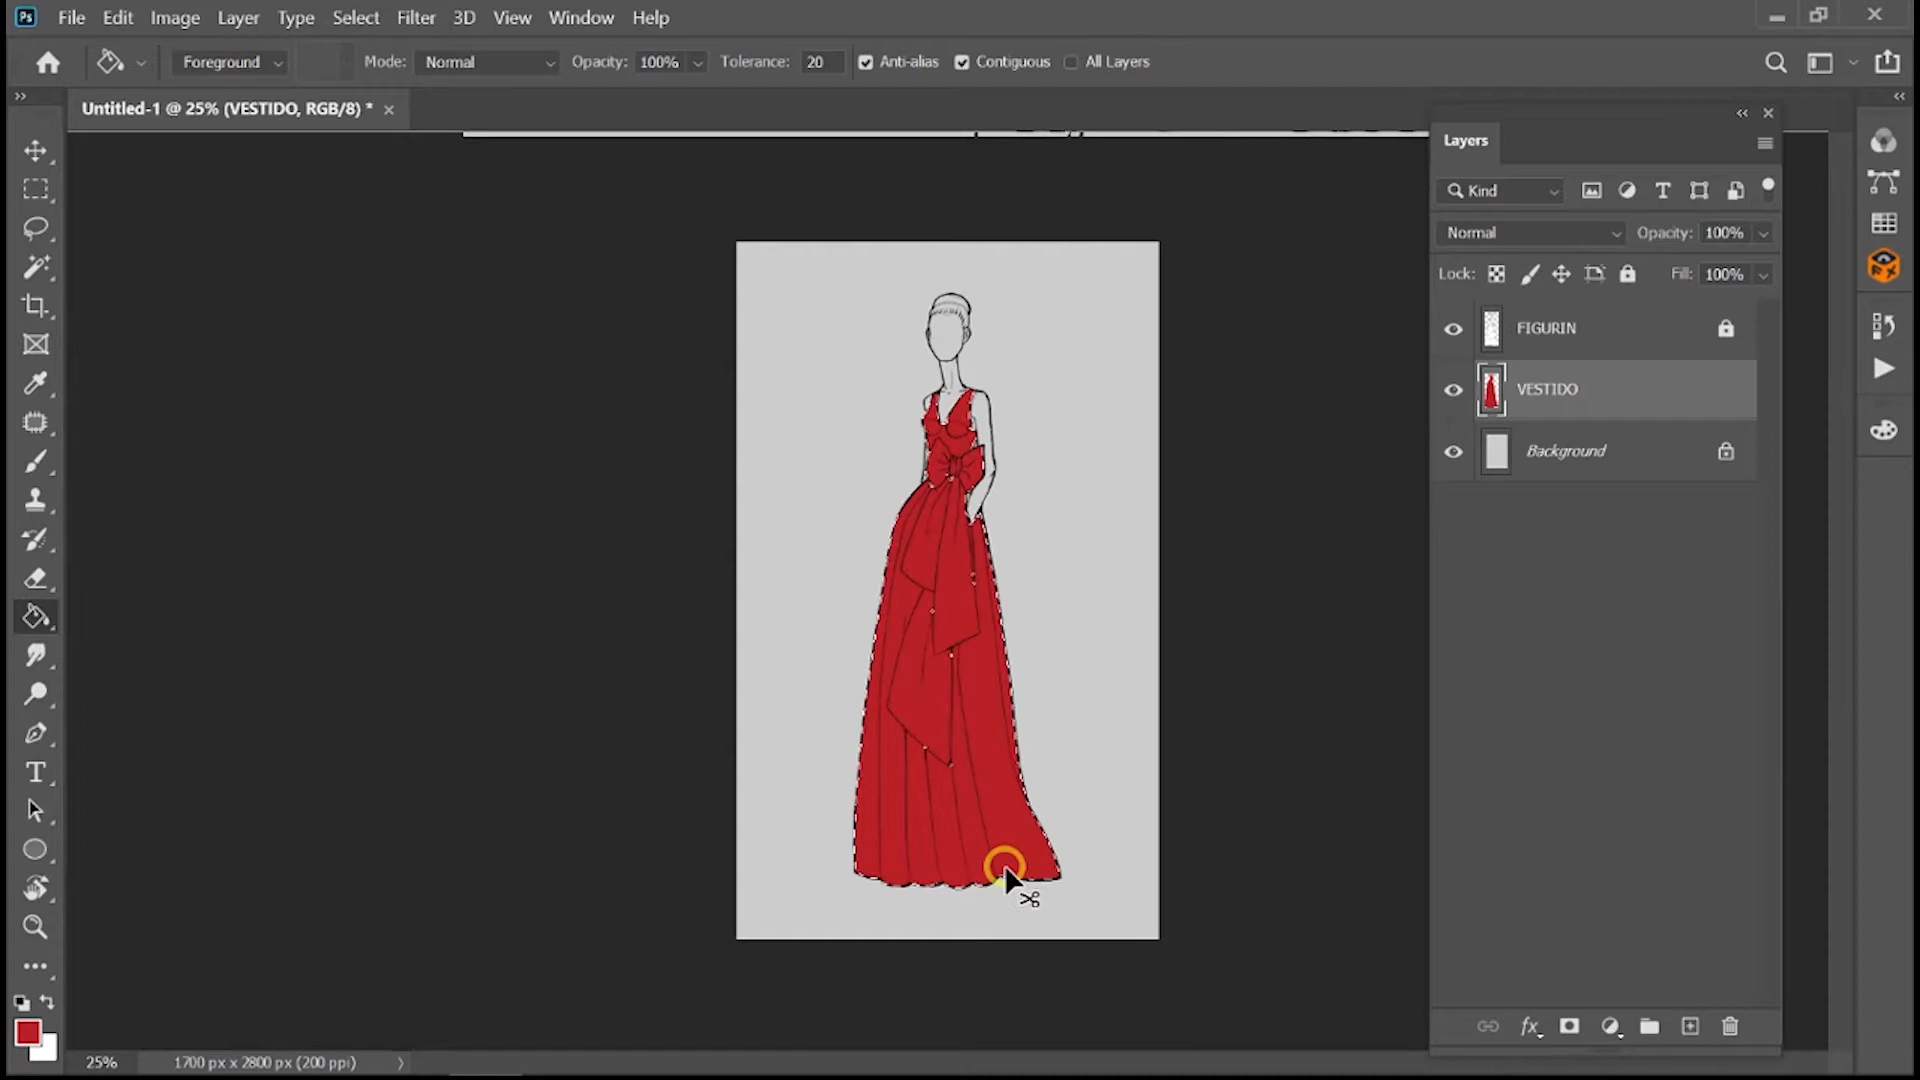 Ps File Edit Image Layer Type Select Filter 3D View Window Help
Foreground Mode: Normal Opacity: 100% Tolerance: 20 Anti-alias Contiguous All Layers
Untitled-1 @ 25% (VESTIDO, RGB/8) *
Layers
Kind
Normal Opacity: 100%
Lock: Fill: 100%
FIGURIN
VESTIDO
Background
fx
25% 1700 px x 2800 px (200 ppi)